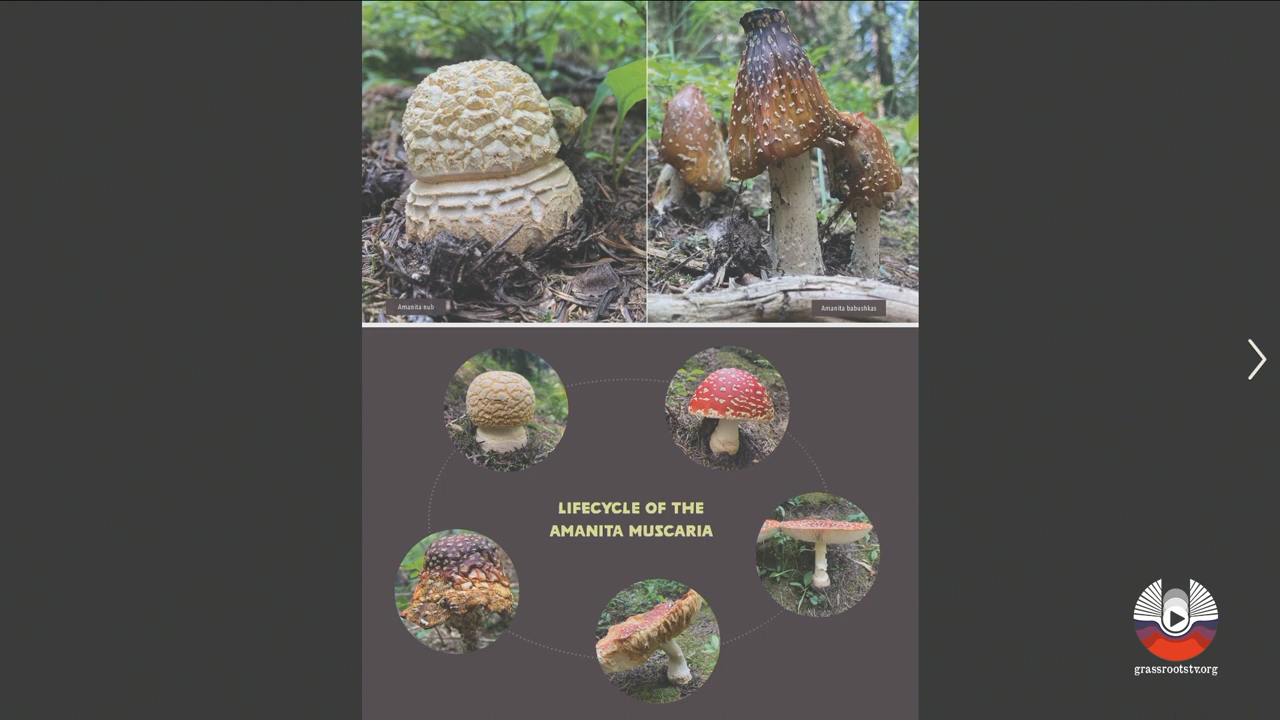 Amanita nub
Amanita babushkas
LIFECYCLE OF THE
AMANITA MUSCARIA
grassrootstv.org